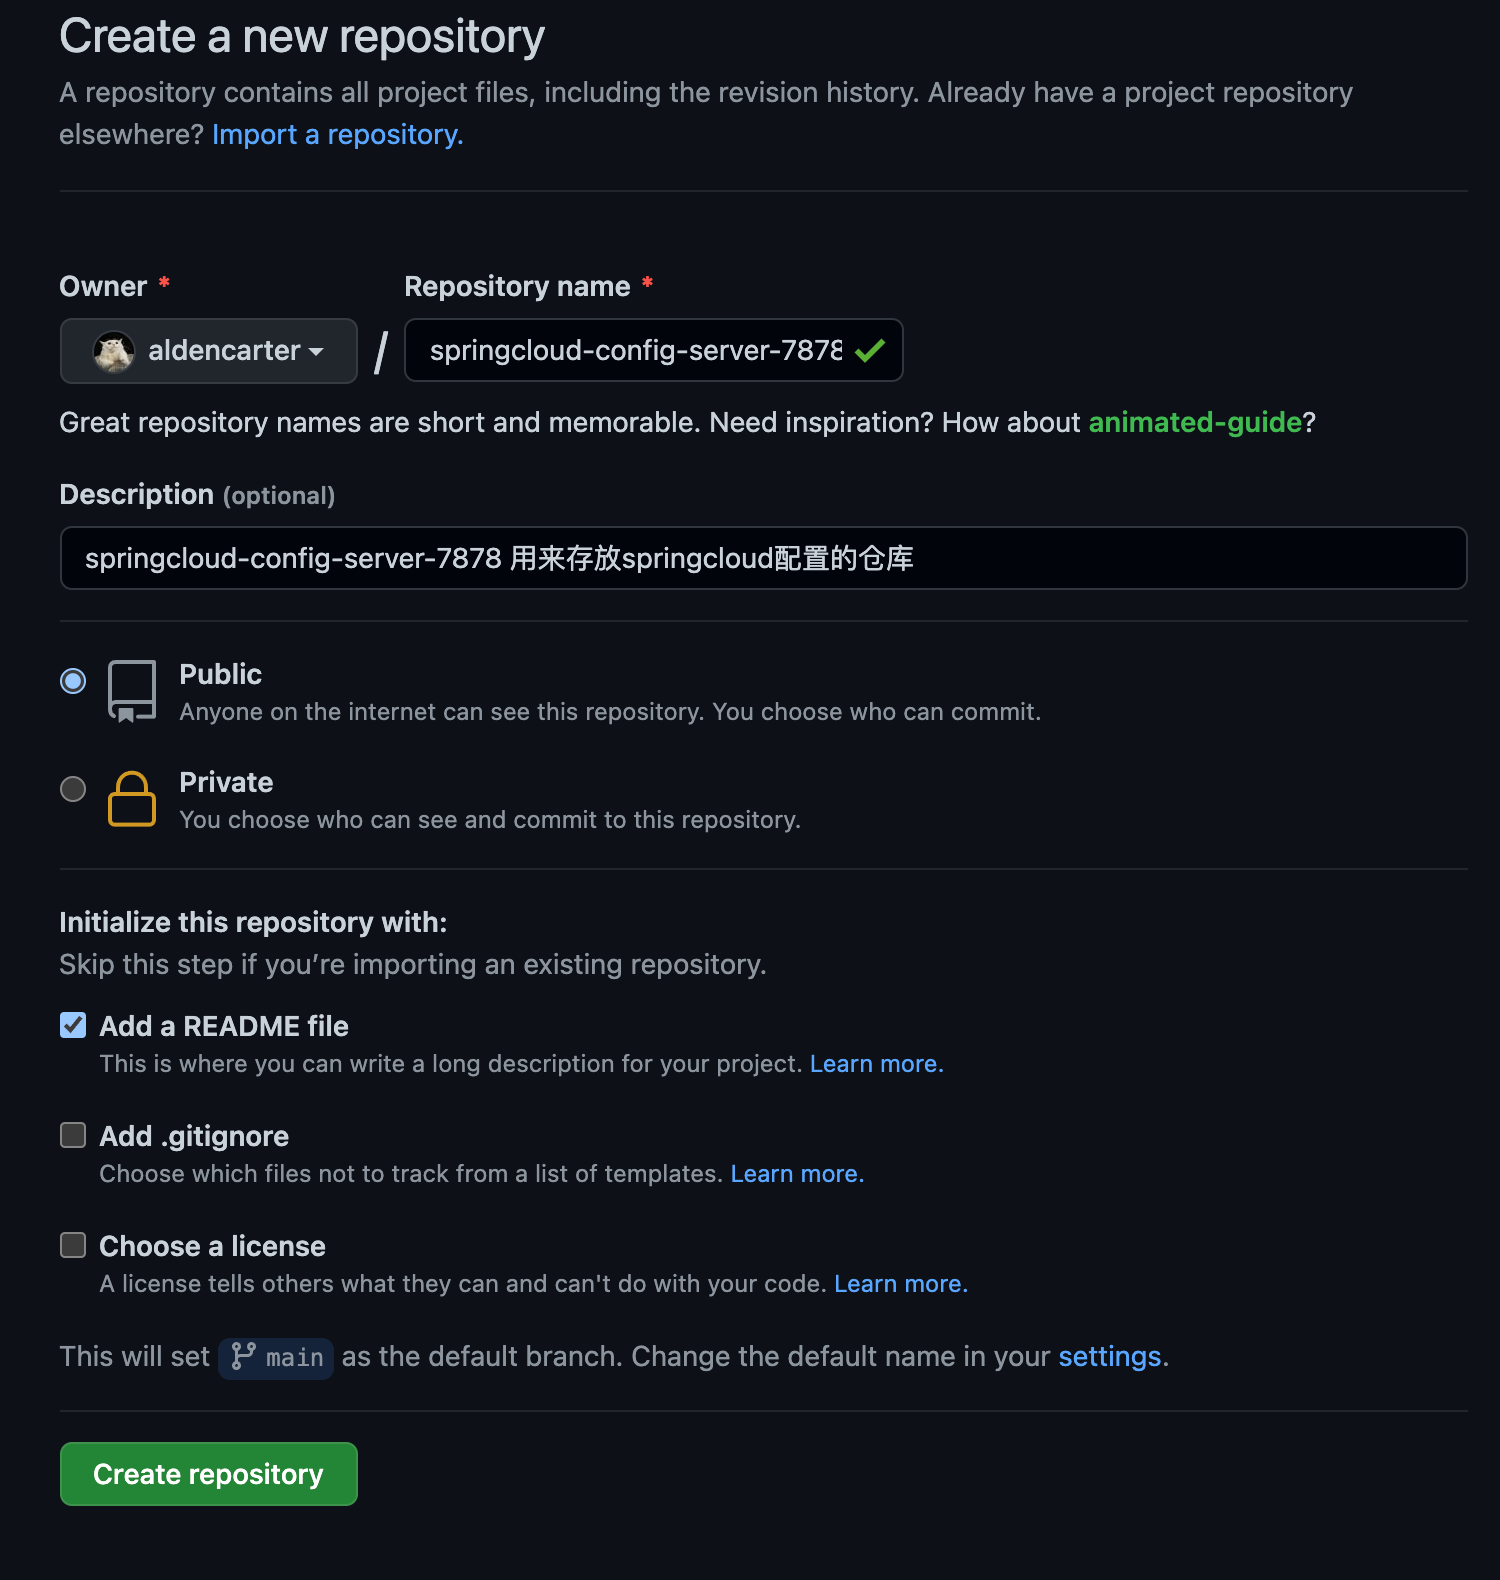 Create a new repository
A repository contains all project files, including the revision history. Already have a project repository
elsewhere? Import a repository.
Owner * Repository name *
aldencarter / springcloud-config-server-7878
Great repository names are short and memorable. Need inspiration? How about animated-guide?
Description (optional)
springcloud-config-server-7878 用来存放springcloud配置的仓库
Public
Anyone on the internet can see this repository. You choose who can commit.
Private
You choose who can see and commit to this repository.
Initialize this repository with:
Skip this step if you’re importing an existing repository.
Add a README file
This is where you can write a long description for your project. Learn more.
Add .gitignore
Choose which files not to track from a list of templates. Learn more.
Choose a license
A license tells others what they can and can't do with your code. Learn more.
This will set main as the default branch. Change the default name in your settings.
Create repository